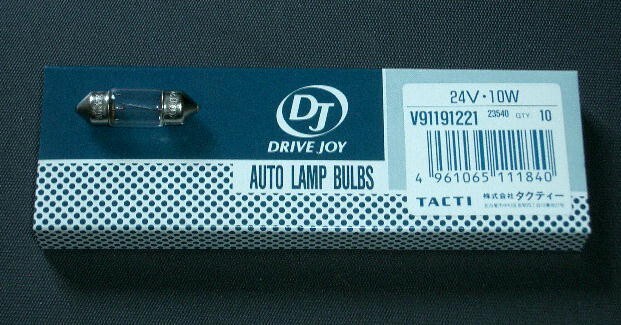 DJ
DRIVE JOY
AUTO LAMP BULBS
24V・10W
V91191221 23540 QTY 10
4 961065 111840
TACTI 株式会社タクティー